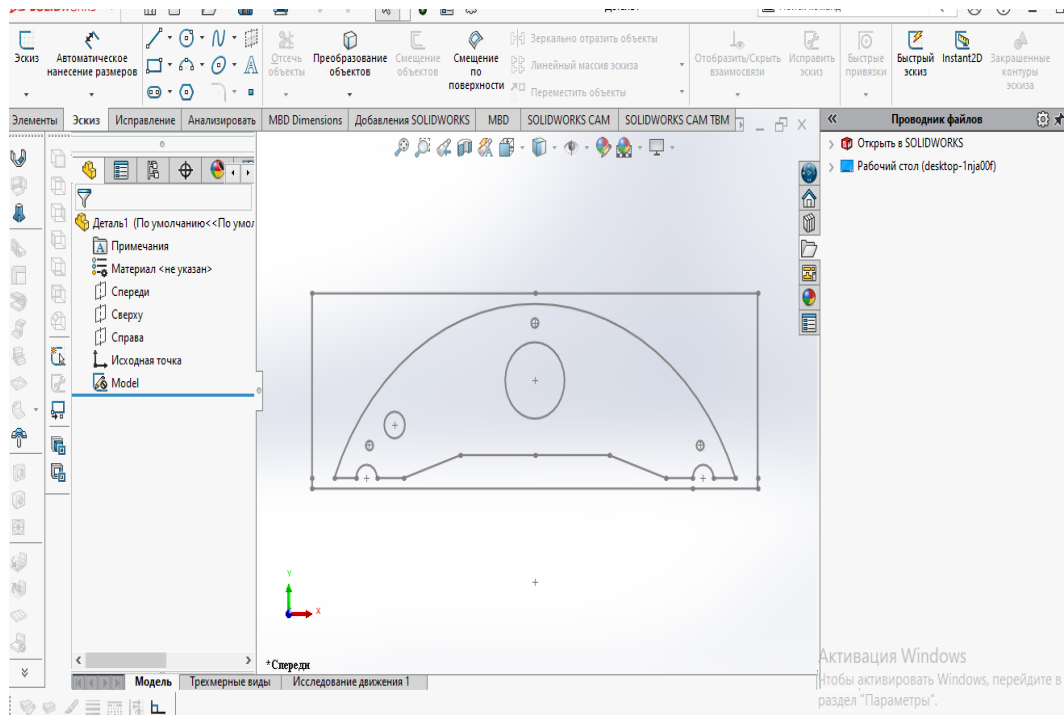 SOLIDWORKS
Эскиз
Автоматическое
нанесение размеров
Отсечь
объекты
Преобразование
объектов
Смещение
объектов
Смещение
по
поверхности
Зеркально отразить объекты
Линейный массив эскиза
Переместить объекты
Отобразить/Скрыть
взаимосвязи
Исправить
эскиз
Быстрые
привязки
Быстрый
эскиз
Instant2D
Закрашенные
контуры
эскиза
Элементы
Эскиз
Исправление
Анализировать
MBD Dimensions
Добавления SOLIDWORKS
MBD
SOLIDWORKS CAM
SOLIDWORKS CAM TBM
Проводник файлов
Открыть в SOLIDWORKS
Рабочий стол (desktop-1nja00f)
Деталь1 (По умолчанию<<По умол
Примечания
Материал <не указан>
Спереди
Сверху
Справа
Исходная точка
Model
Y
X
*Спереди
Модель
Трехмерные виды
Исследование движения 1
Активация Windows
Чтобы активировать Windows, перейдите в
раздел "Параметры".